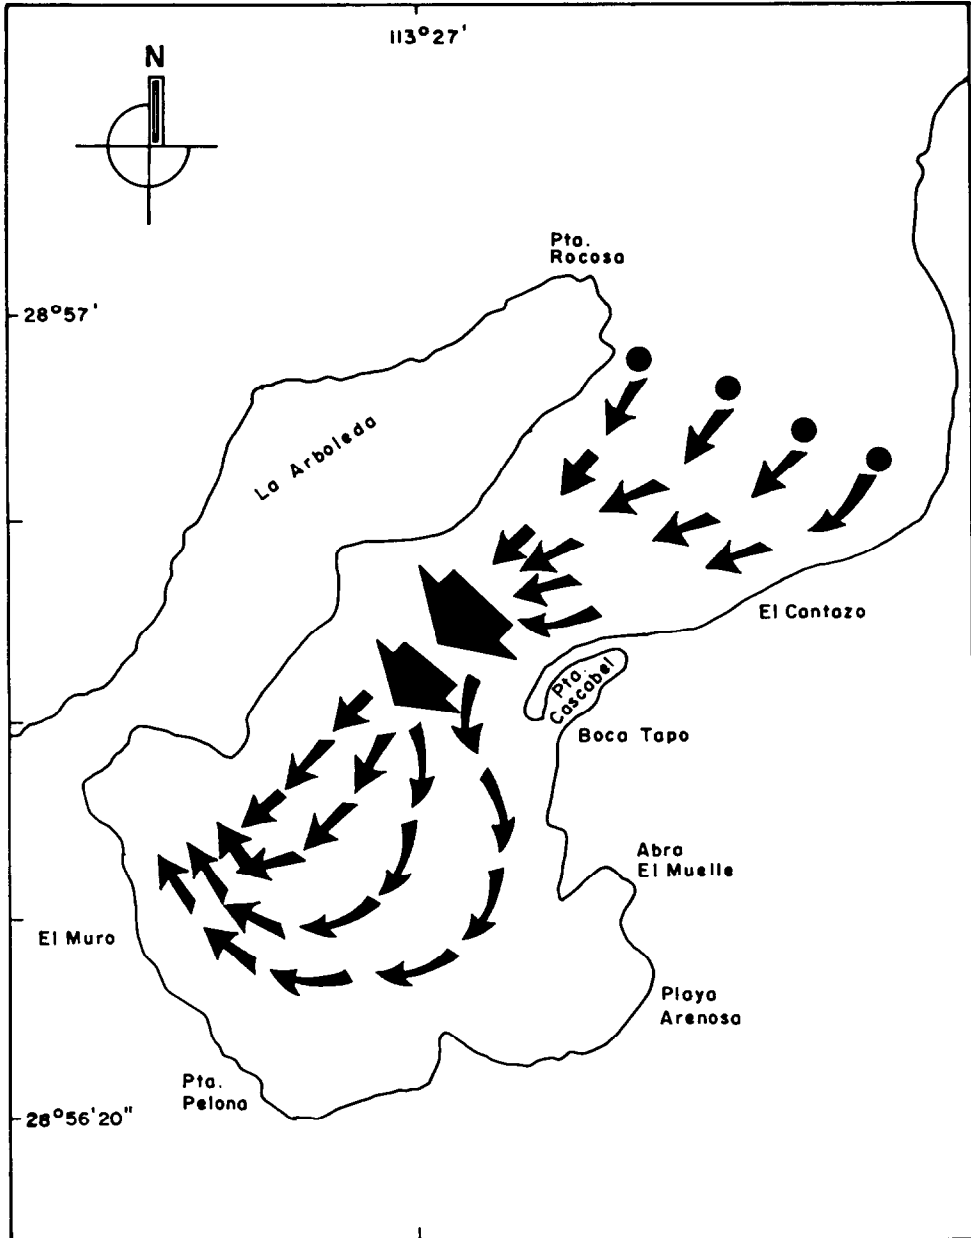 113°27'
N
Pta.
Rocosa
28°57'
La Arboleda
El Cantazo
Pta.
Cascabel
Boca Tapo
Abra
El Muelle
El Muro
Playa
Arenosa
Pta.
Pelona
28°56'20"